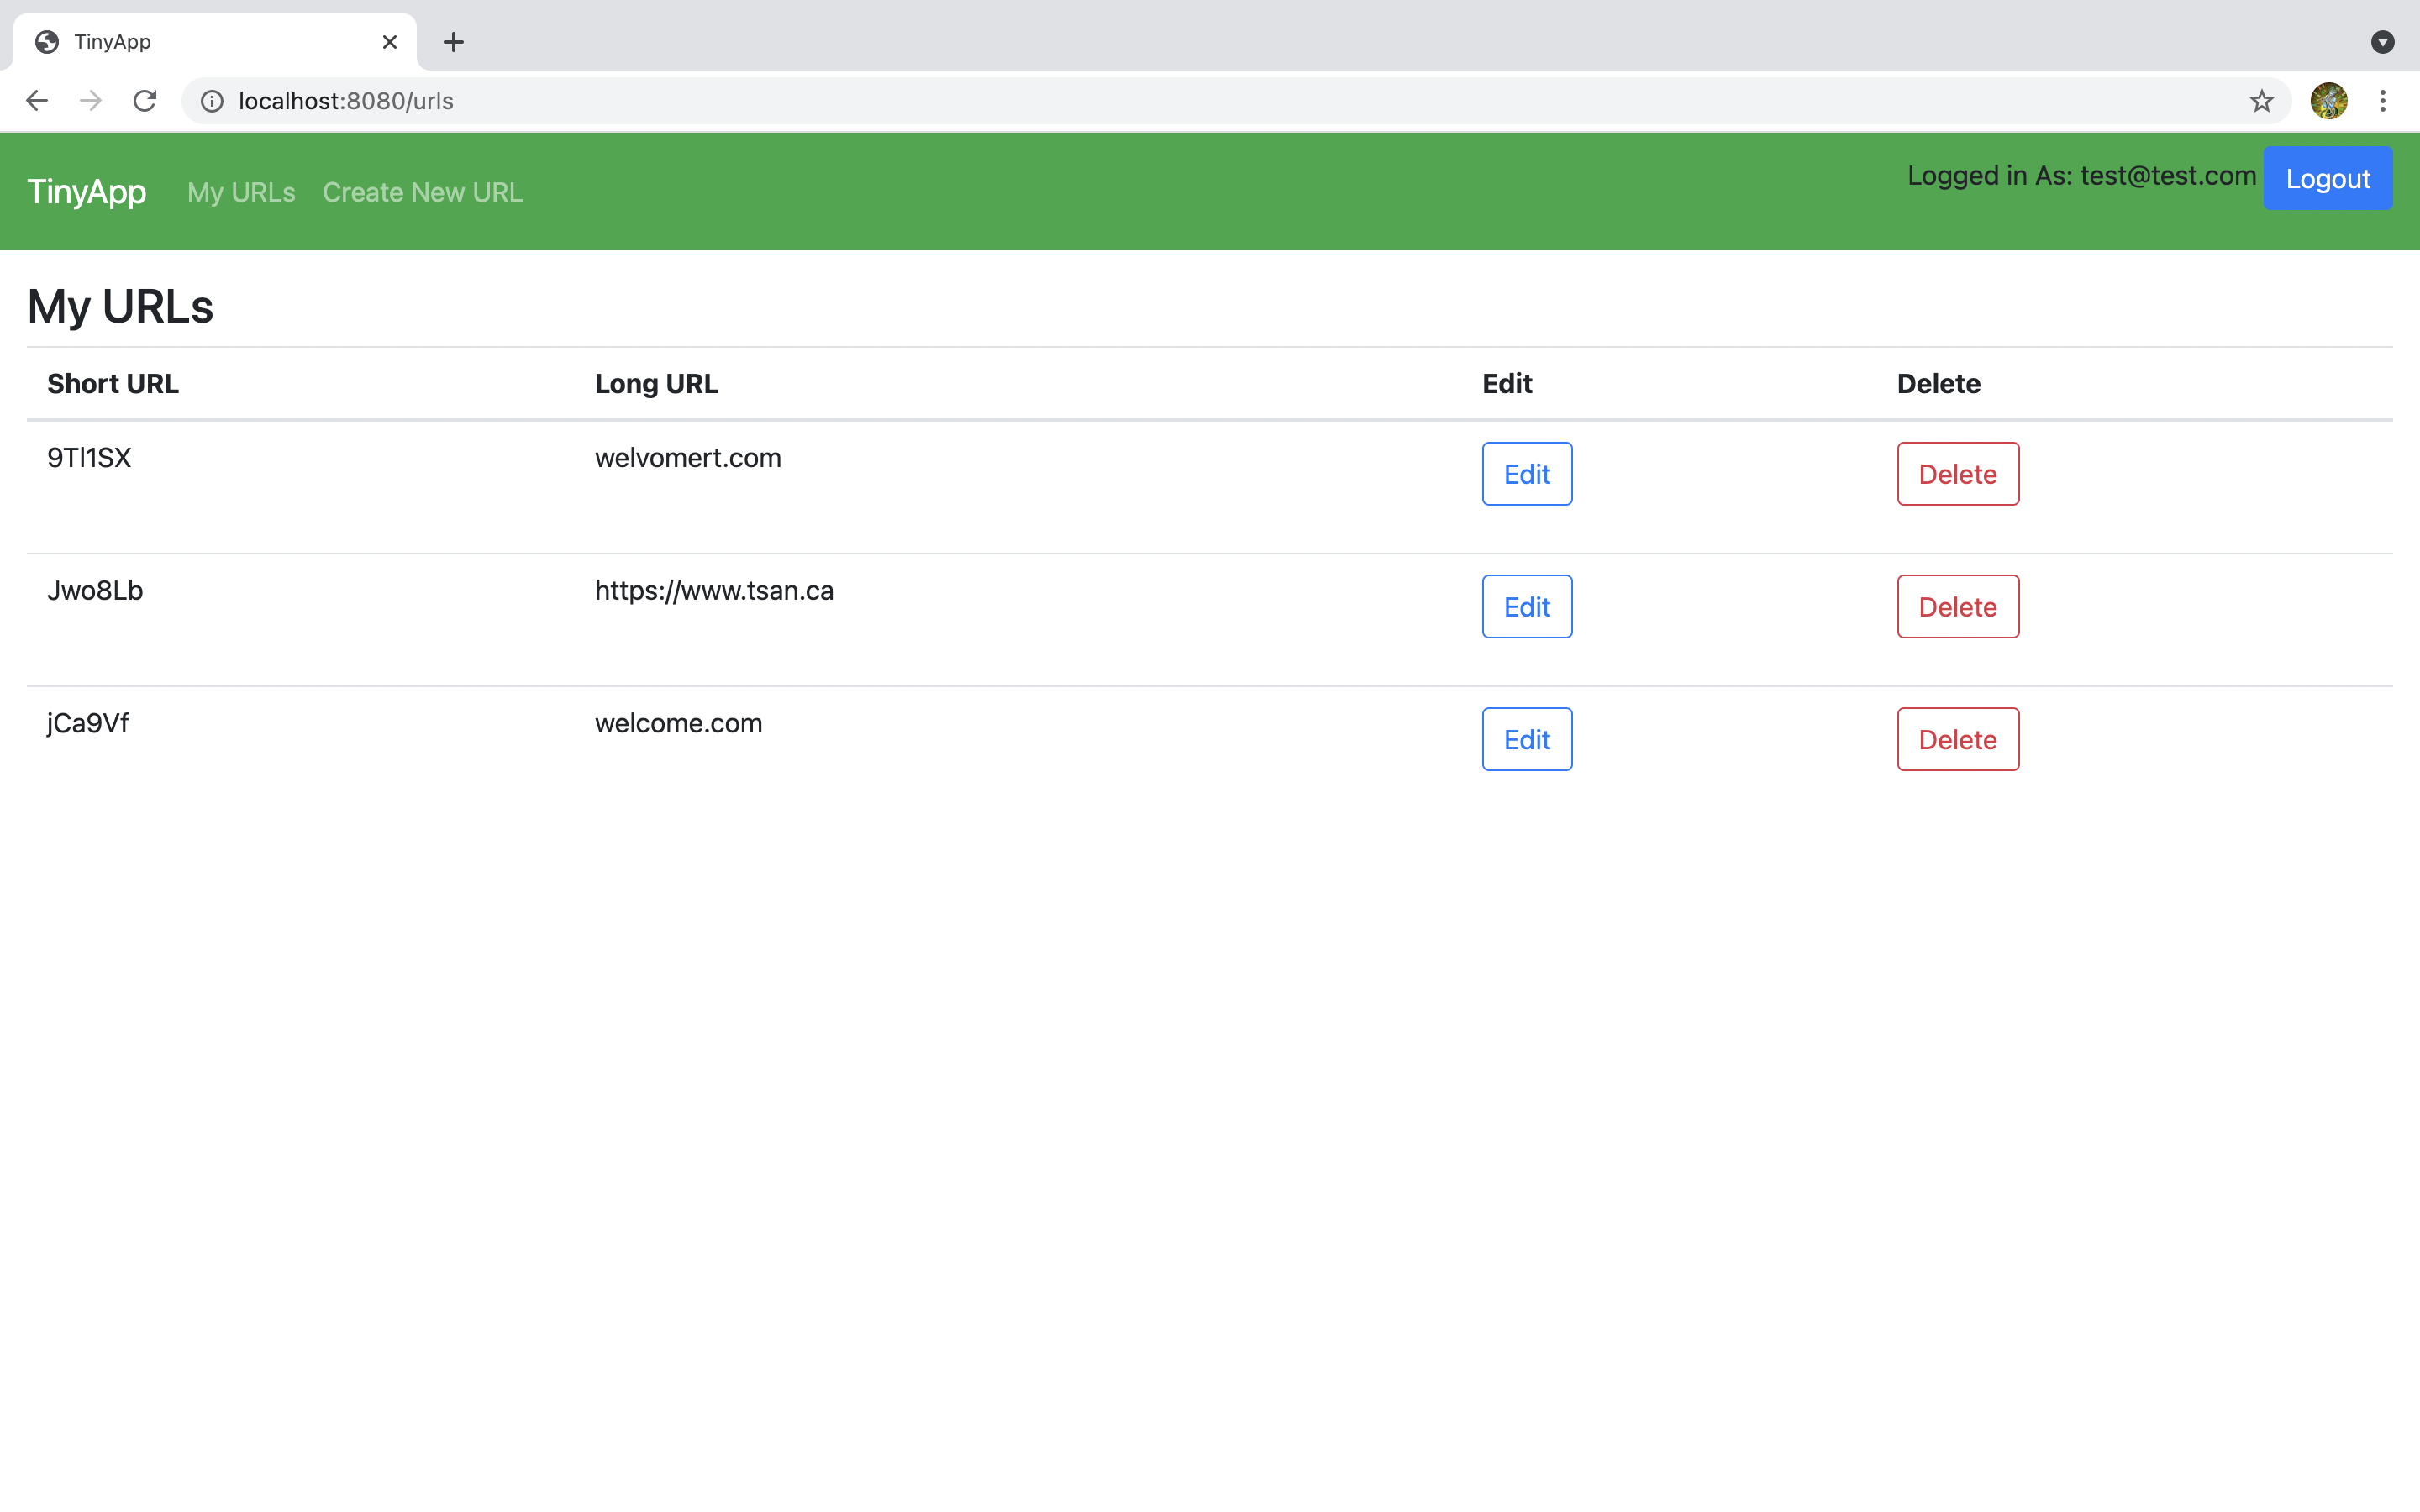 TinyApp
localhost:8080/urls
TinyApp My URLs Create New URL Logged in As: test@test.com Logout
My URLs
Short URL Long URL Edit Delete
9Tl1SX welvomert.com Edit Delete
Jwo8Lb https://www.tsan.ca Edit Delete
jCa9Vf welcome.com Edit Delete